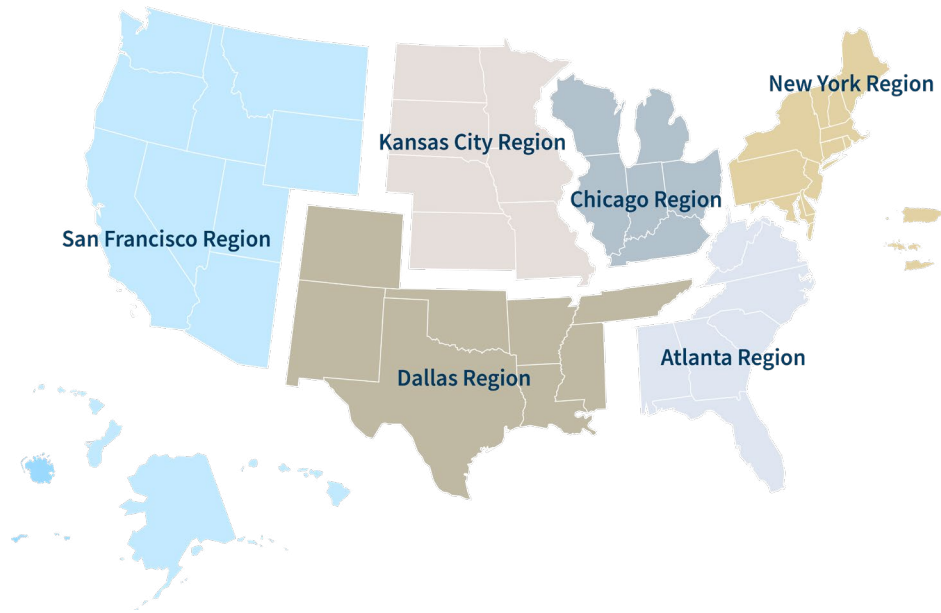 New York Region
Kansas City Region
Chicago Region
San Francisco Region
Atlanta Region
Dallas Region